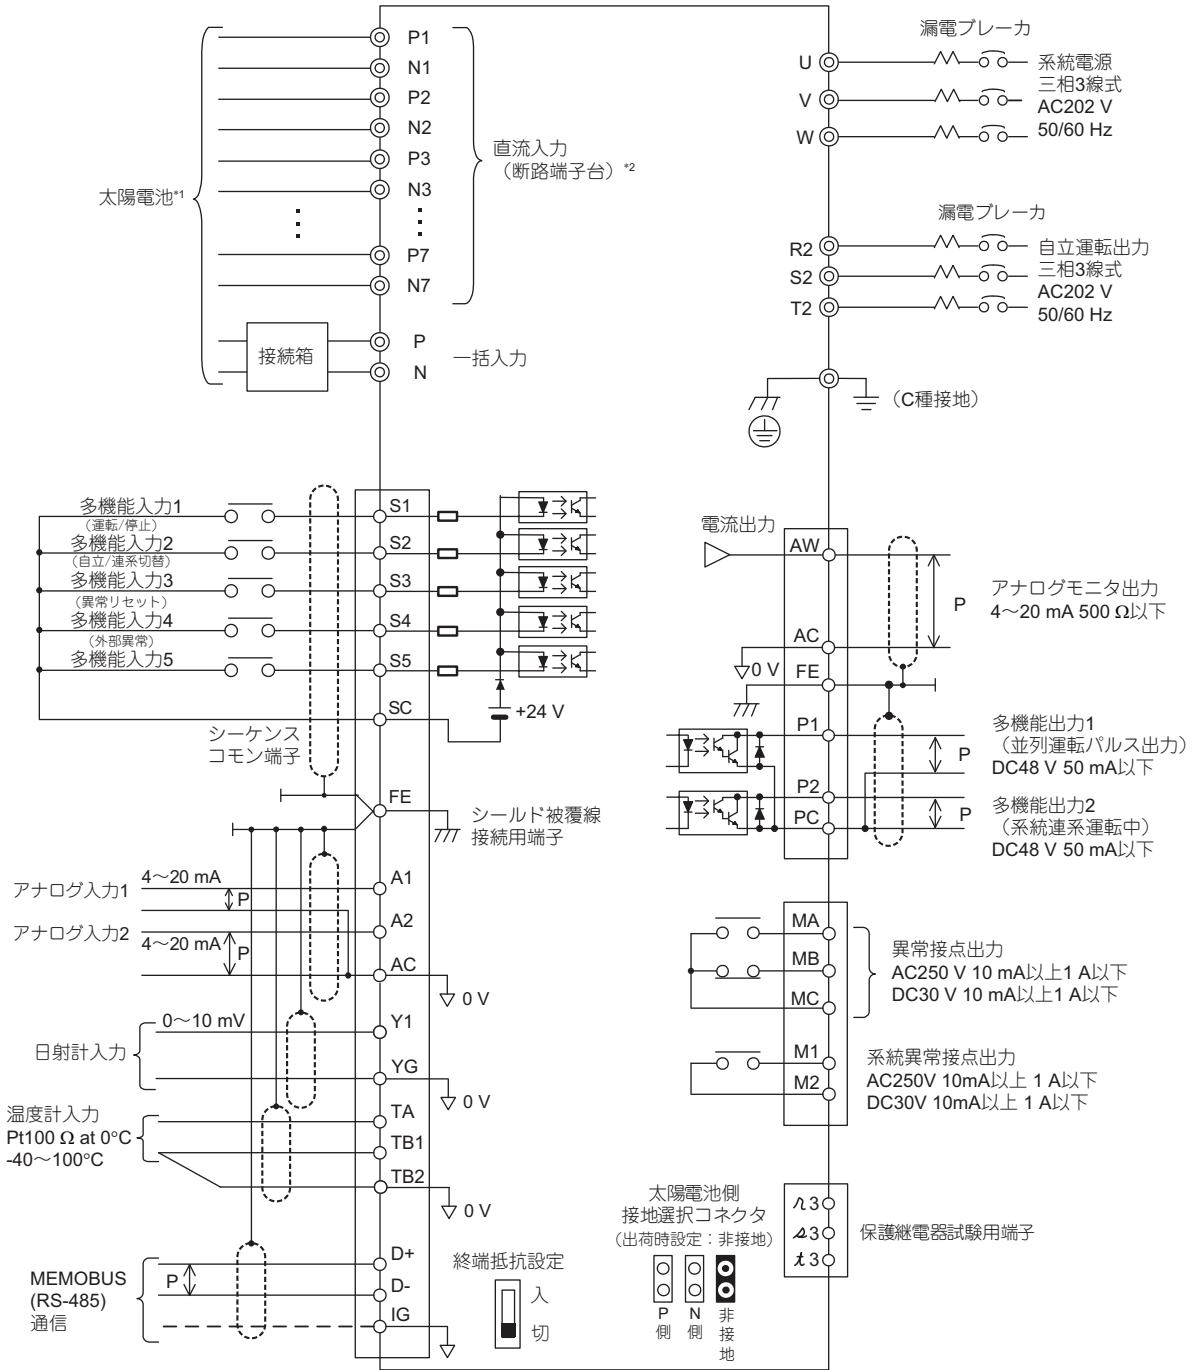 太陽電池*1
P1
N1
P2
N2
P3
N3
P7
N7
直流入力
（断路端子台）*2
接続箱
P
N
一括入力
漏電ブレーカ
U
V
W
系統電源
三相3線式
AC202 V
50/60 Hz
漏電ブレーカ
R2
S2
T2
自立運転出力
三相3線式
AC202 V
50/60 Hz
（C種接地）
多機能入力1
（運転/停止）
多機能入力2
（自立/連系切替）
多機能入力3
（異常リセット）
多機能入力4
（外部異常）
多機能入力5
S1
S2
S3
S4
S5
SC
+24 V
シーケンス
コモン端子
FE
シールド被覆線
接続用端子
アナログ入力1
4～20 mA
P
A1
アナログ入力2
4～20 mA
P
A2
AC
0 V
日射計入力
0～10 mV
Y1
YG
0 V
温度計入力
Pt100 Ω at 0°C
-40～100°C
TA
TB1
TB2
0 V
MEMOBUS
(RS-485)
通信
P
D+
D-
IG
終端抵抗設定
入
切
電流出力
AW
AC
0 V
FE
P
アナログモニタ出力
4～20 mA 500 Ω以下
P1
P
多機能出力1
（並列運転パルス出力）
DC48 V 50 mA以下
P2
PC
P
多機能出力2
（系統連系運転中）
DC48 V 50 mA以下
MA
MB
MC
異常接点出力
AC250 V 10 mA以上1 A以下
DC30 V 10 mA以上1 A以下
M1
M2
系統異常接点出力
AC250V 10mA以上 1 A以下
DC30V 10mA以上 1 A以下
太陽電池側
接地選択コネクタ
（出荷時設定：非接地）
P側
N側
非接地
r3
s3
t3
保護継電器試験用端子